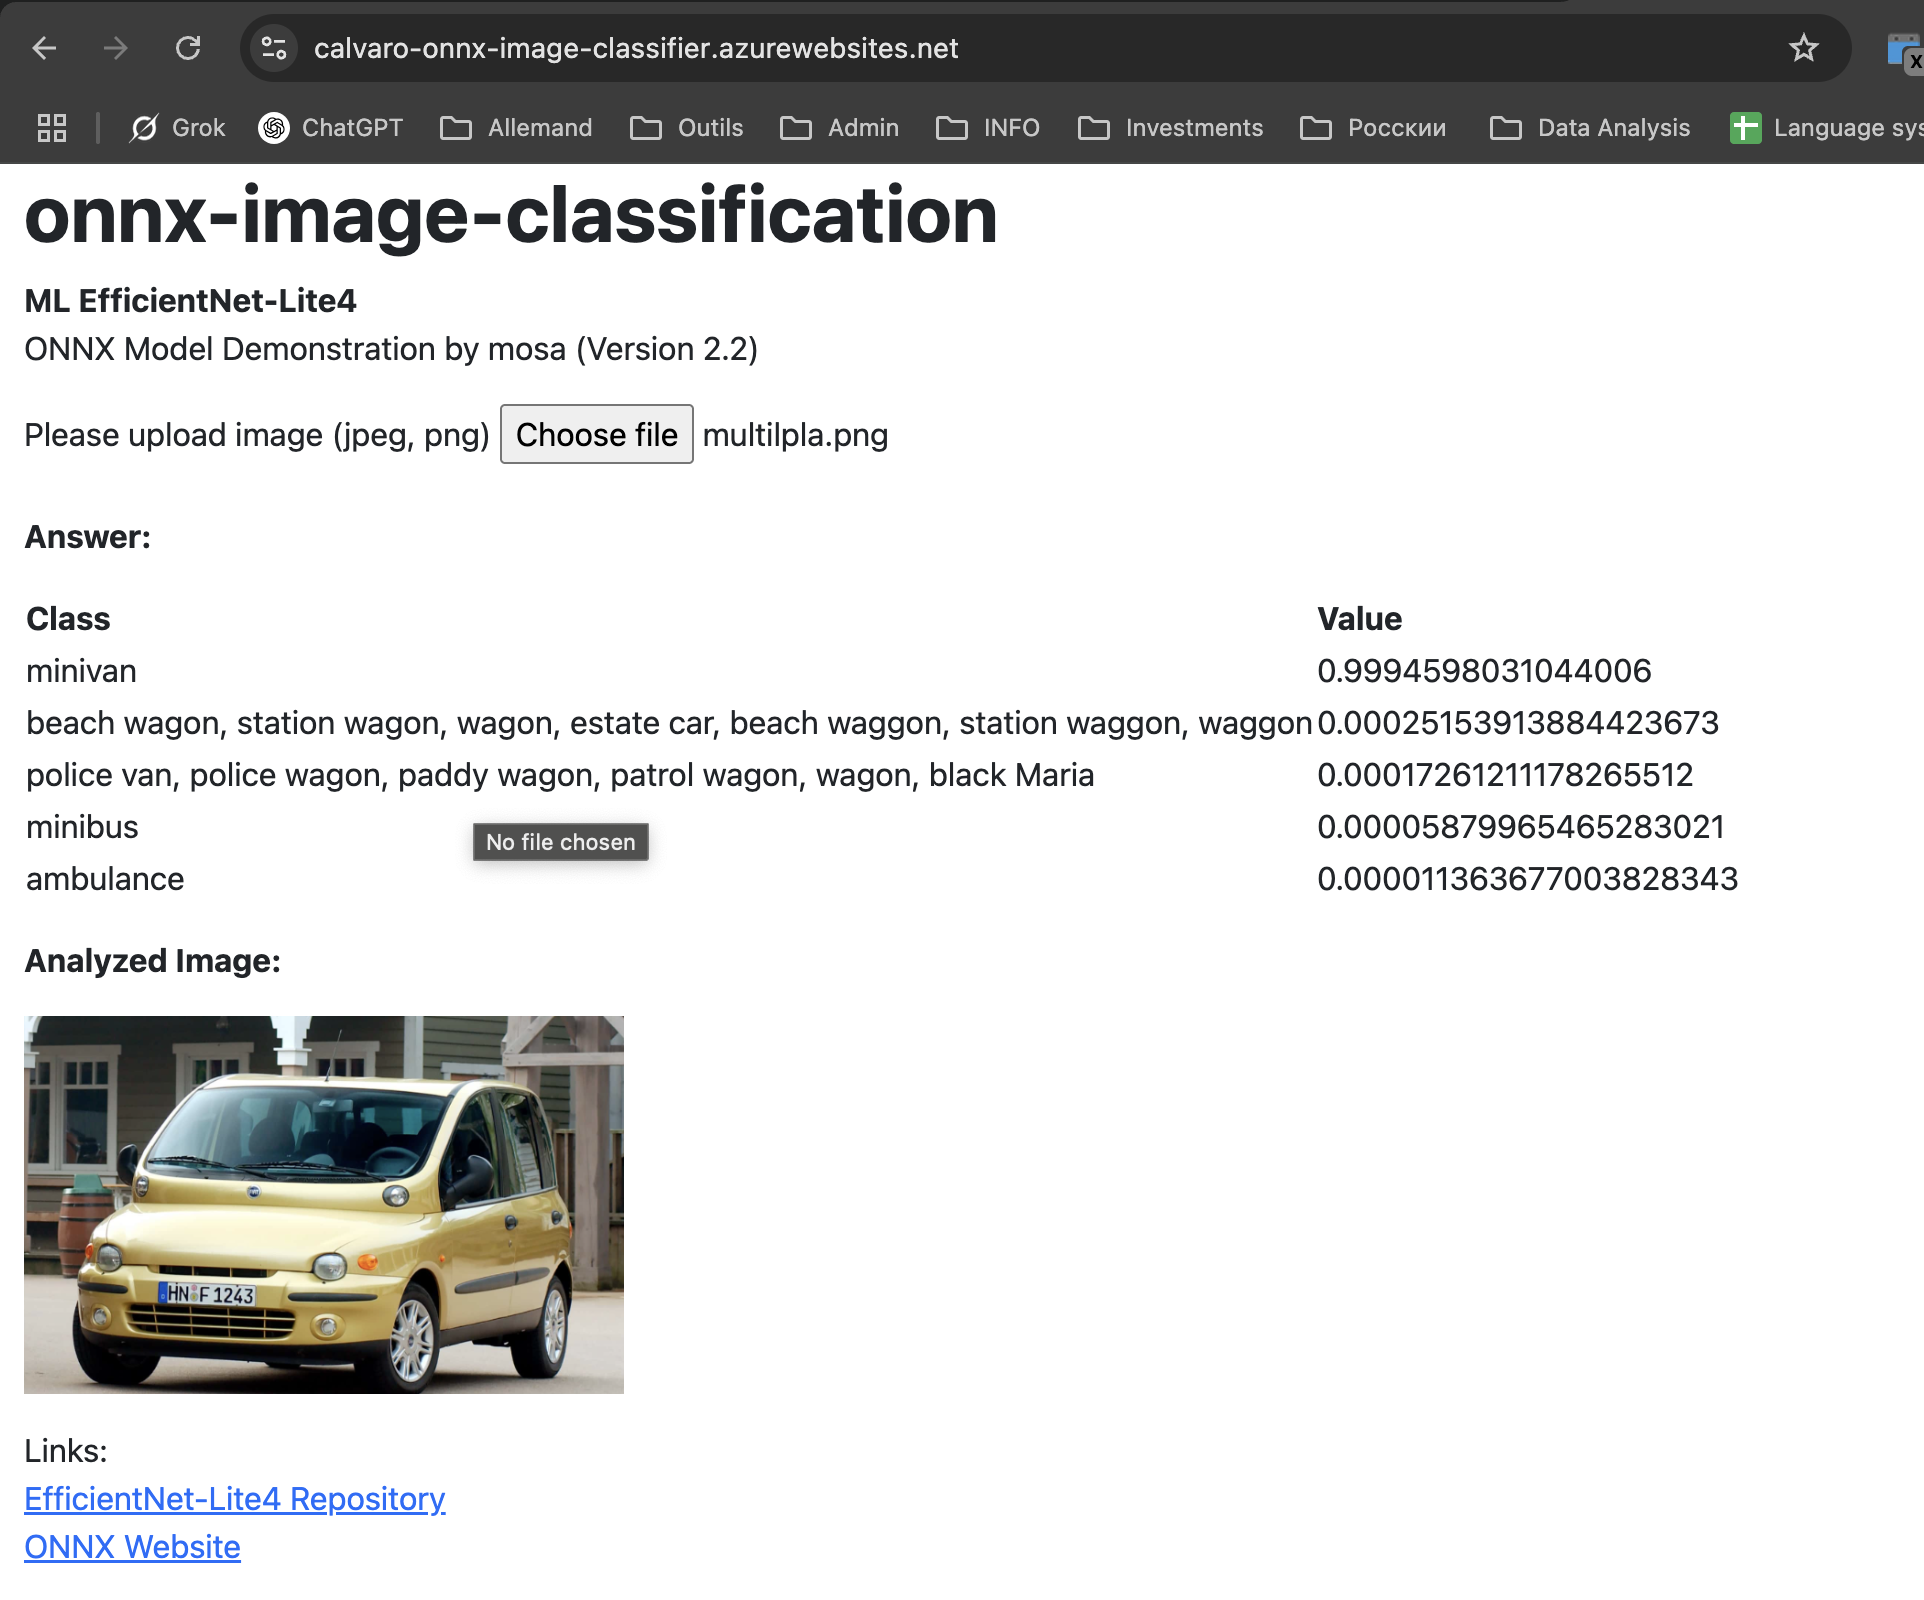 calvaro-onnx-image-classifier.azurewebsites.net
Grok ChatGPT Allemand Outils Admin INFO Investments Росскии Data Analysis Language sys
onnx-image-classification
ML EfficientNet-Lite4
ONNX Model Demonstration by mosa (Version 2.2)
Please upload image (jpeg, png) Choose file multilpla.png
Answer:
Class Value
minivan 0.9994598031044006
beach wagon, station wagon, wagon, estate car, beach waggon, station waggon, waggon 0.00025153913884423673
police van, police wagon, paddy wagon, patrol wagon, wagon, black Maria 0.00017261211178265512
minibus 0.00005879965465283021
No file chosen
ambulance 0.000011363677003828343
Analyzed Image:
HN F 1243
Links:
EfficientNet-Lite4 Repository
ONNX Website